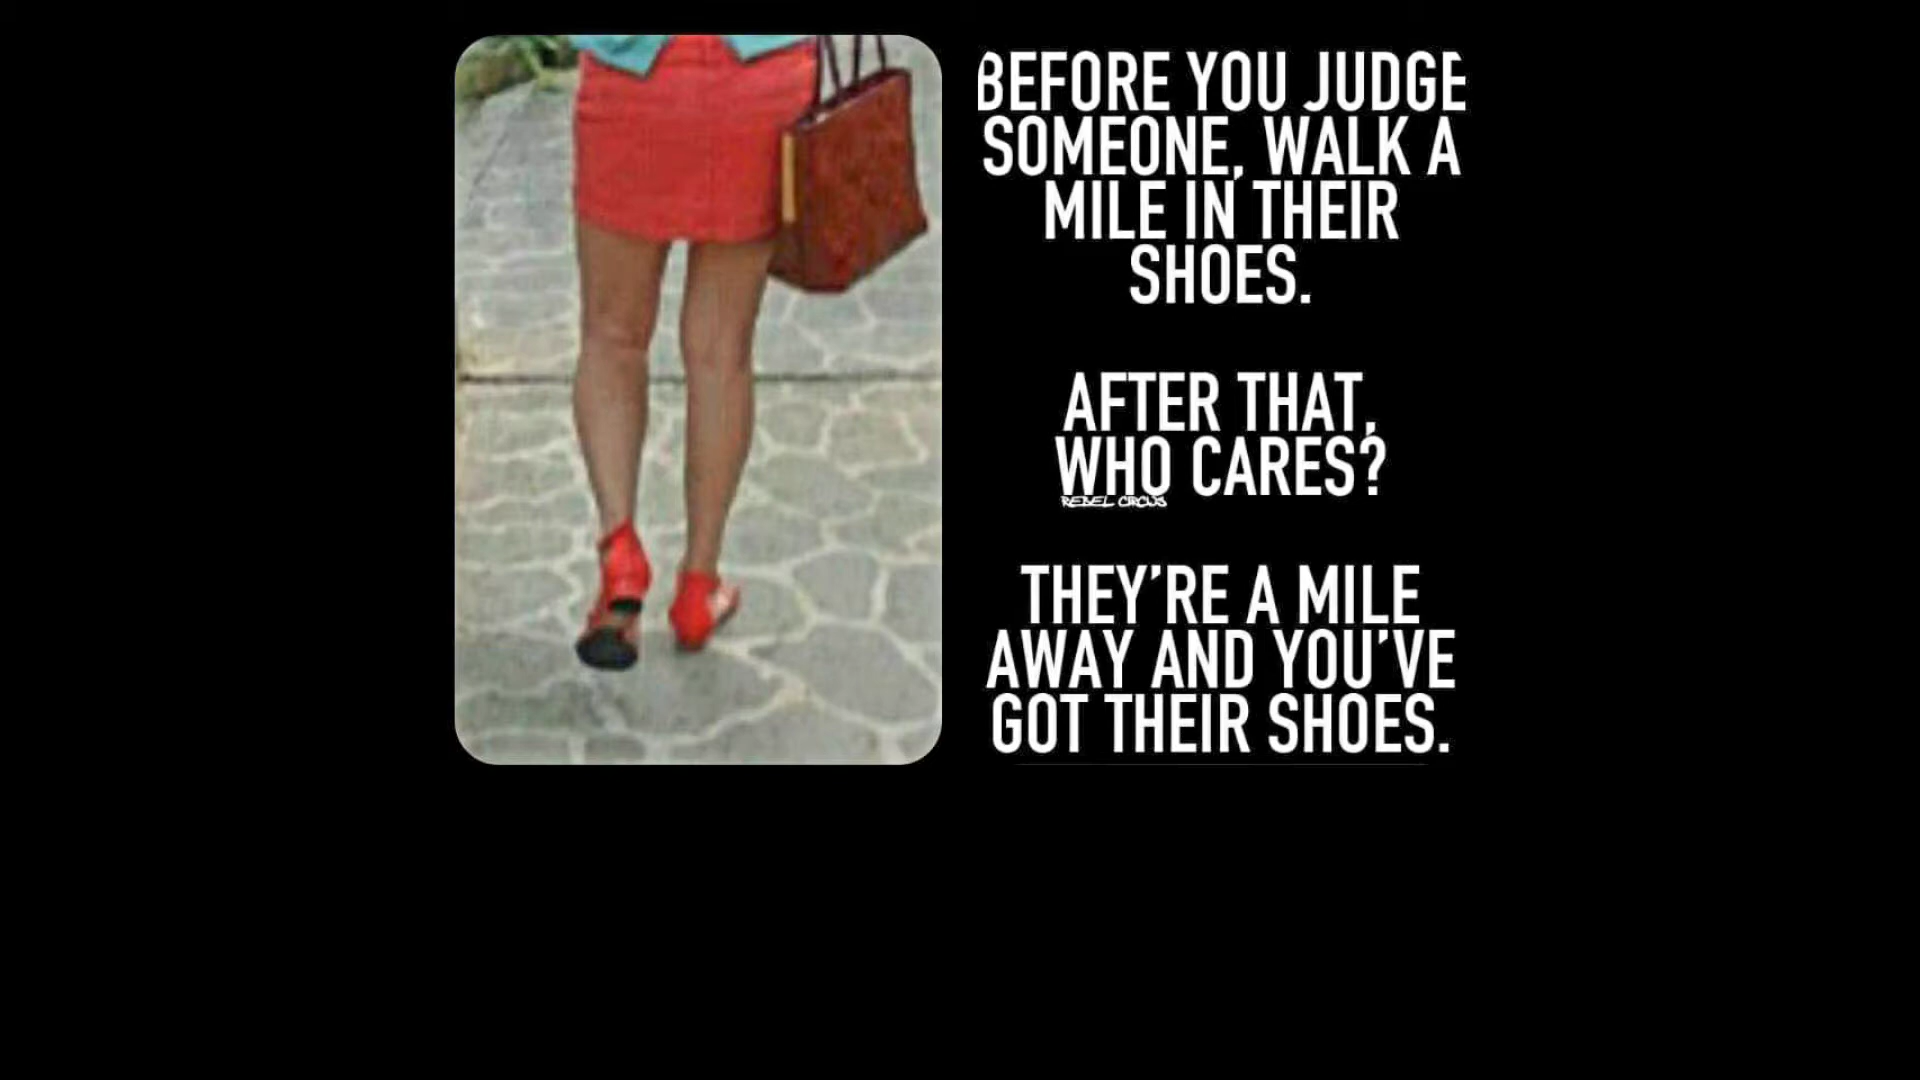 BEFORE YOU JUDGE
SOMEONE, WALK A
MILE IN THEIR
SHOES.
AFTER THAT,
WHO CARES?
REBEL CIRCUS
THEY'RE A MILE
AWAY AND YOU'VE
GOT THEIR SHOES.